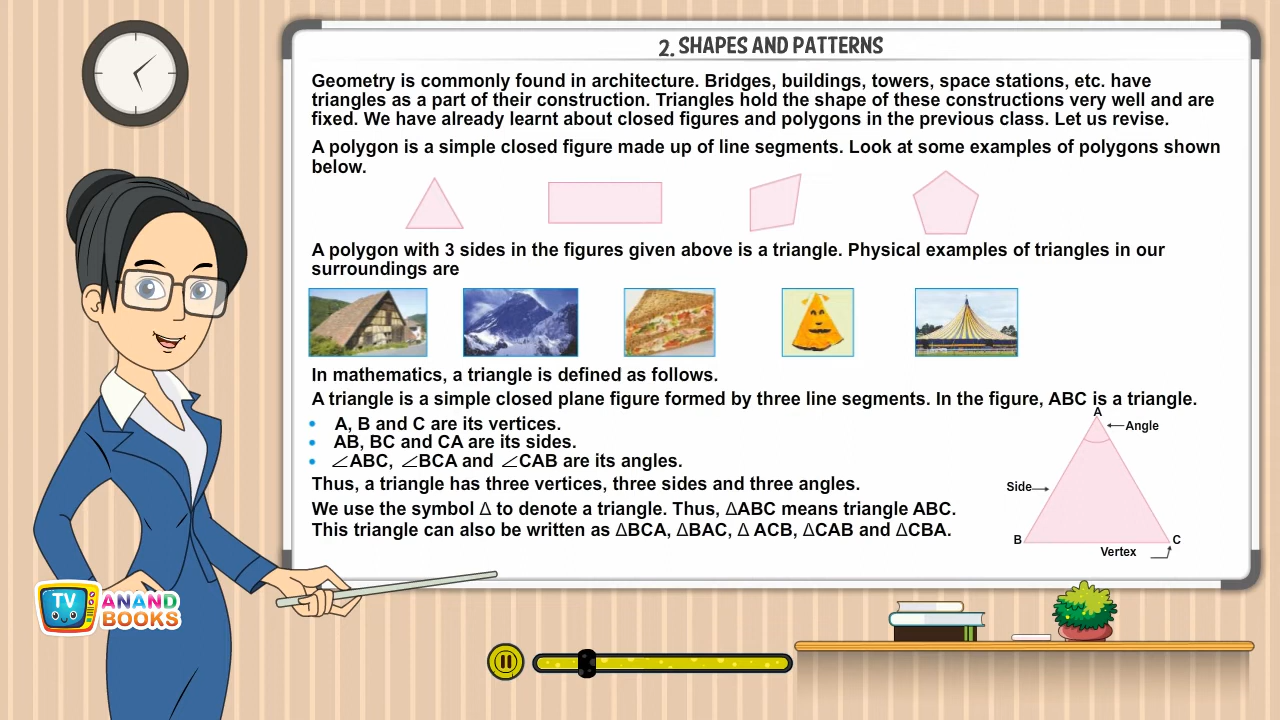 2. SHAPES AND PATTERNS
Geometry is commonly found in architecture. Bridges, buildings, towers, space stations, etc. have
triangles as a part of their construction. Triangles hold the shape of these constructions very well and are
fixed. We have already learnt about closed figures and polygons in the previous class. Let us revise.
A polygon is a simple closed figure made up of line segments. Look at some examples of polygons shown
below.
A polygon with 3 sides in the figures given above is a triangle. Physical examples of triangles in our
surroundings are
In mathematics, a triangle is defined as follows.
A triangle is a simple closed plane figure formed by three line segments. In the figure, ABC is a triangle.
• A, B and C are its vertices.
• AB, BC and CA are its sides.
• ∠ABC, ∠BCA and ∠CAB are its angles.
Thus, a triangle has three vertices, three sides and three angles.
We use the symbol Δ to denote a triangle. Thus, ΔABC means triangle ABC.
This triangle can also be written as ΔBCA, ΔBAC, Δ ACB, ΔCAB and ΔCBA.
A
Angle
Side
B
C
Vertex
TV
ANAND
BOOKS